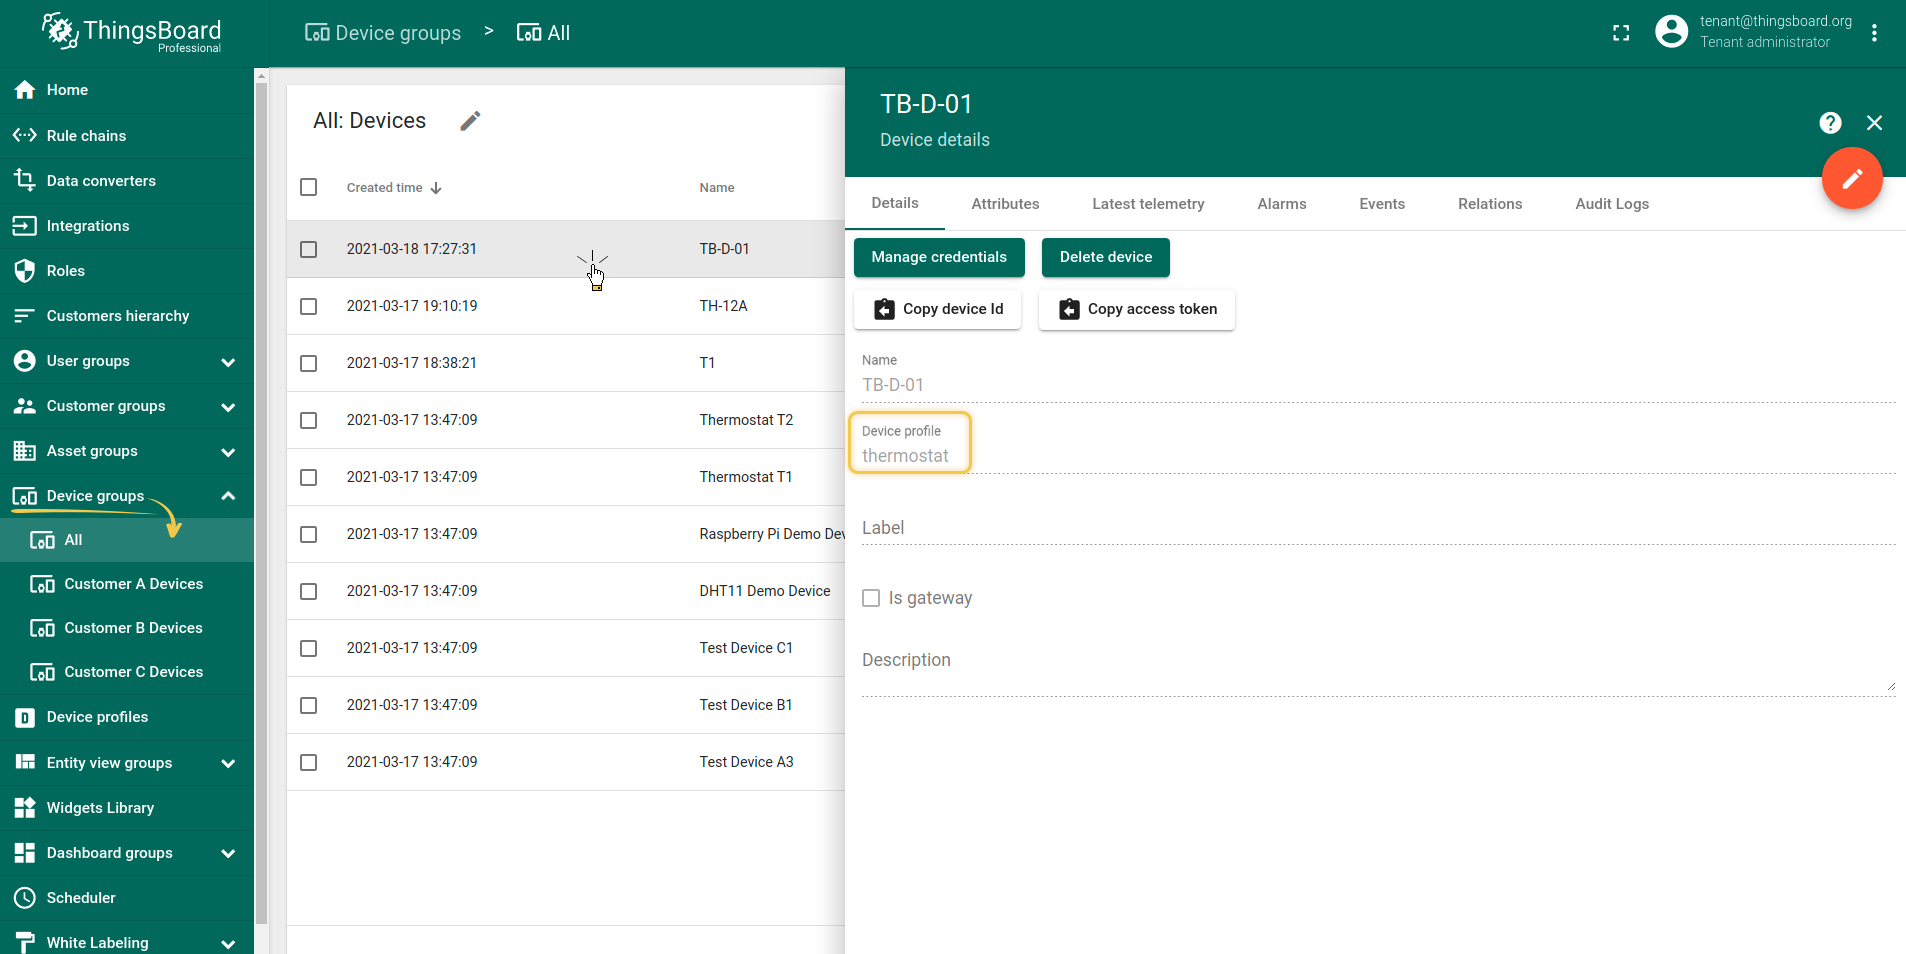 ThingsBoard
Professional
Device groups > All
tenant@thingsboard.org
Tenant administrator
Home
Rule chains
Data converters
Integrations
Roles
Customers hierarchy
User groups
Customer groups
Asset groups
Device groups
All
Customer A Devices
Customer B Devices
Customer C Devices
Device profiles
Entity view groups
Widgets Library
Dashboard groups
Scheduler
White Labeling
All: Devices
Created time Name
2021-03-18 17:27:31 TB-D-01
2021-03-17 19:10:19 TH-12A
2021-03-17 18:38:21 T1
2021-03-17 13:47:09 Thermostat T2
2021-03-17 13:47:09 Thermostat T1
2021-03-17 13:47:09 Raspberry Pi Demo Dev
2021-03-17 13:47:09 DHT11 Demo Device
2021-03-17 13:47:09 Test Device C1
2021-03-17 13:47:09 Test Device B1
2021-03-17 13:47:09 Test Device A3
TB-D-01
Device details
Details Attributes Latest telemetry Alarms Events Relations Audit Logs
Manage credentials Delete device
Copy device Id Copy access token
Name
TB-D-01
Device profile
thermostat
Label
Is gateway
Description